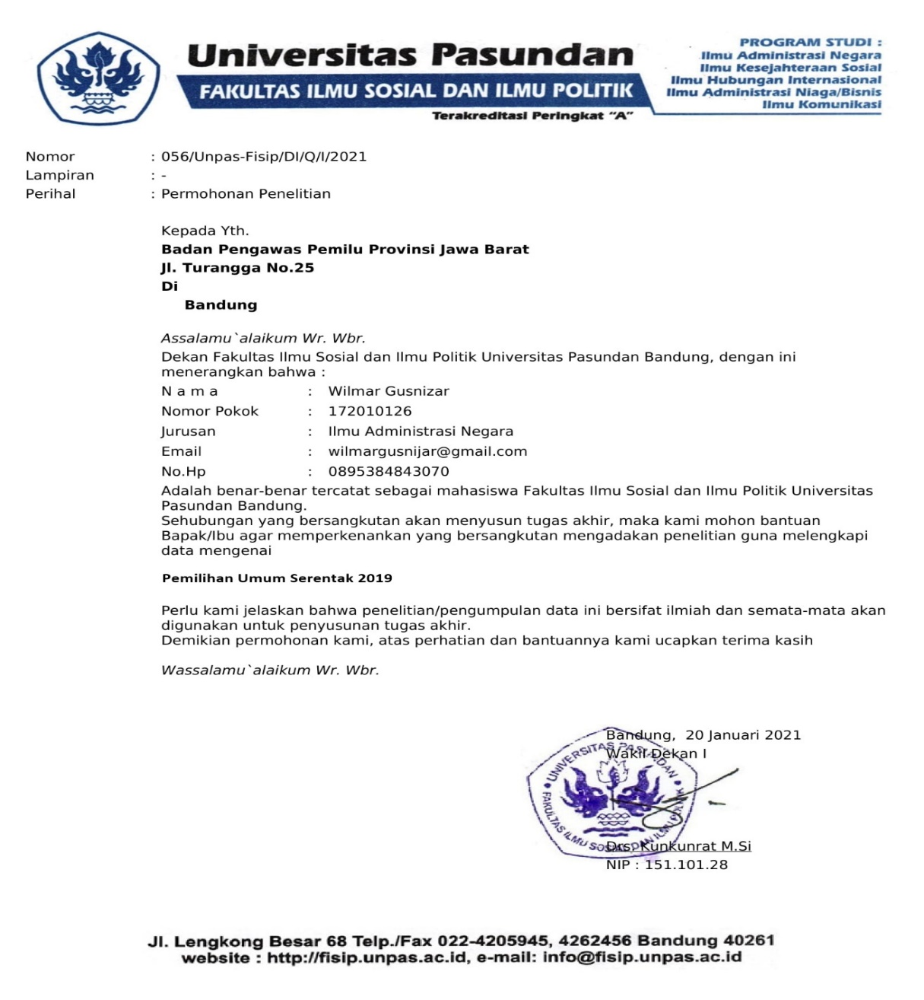 Universitas Pasundan
FAKULTAS ILMU SOSIAL DAN ILMU POLITIK
Terakreditasi Peringkat “A”
PROGRAM STUDI :
Ilmu Administrasi Negara
Ilmu Kesejahteraan Sosial
Ilmu Hubungan Internasional
Ilmu Administrasi Niaga/Bisnis
Ilmu Komunikasi
Nomor : 056/Unpas-Fisip/DI/Q/I/2021
Lampiran : -
Perihal : Permohonan Penelitian
Kepada Yth.
Badan Pengawas Pemilu Provinsi Jawa Barat
Jl. Turangga No.25
Di
Bandung
Assalamu`alaikum Wr. Wbr.
Dekan Fakultas Ilmu Sosial dan Ilmu Politik Universitas Pasundan Bandung, dengan ini
menerangkan bahwa :
N a m a : Wilmar Gusnizar
Nomor Pokok : 172010126
Jurusan : Ilmu Administrasi Negara
Email : wilmargusnijar@gmail.com
No.Hp : 0895384843070
Adalah benar-benar tercatat sebagai mahasiswa Fakultas Ilmu Sosial dan Ilmu Politik Universitas
Pasundan Bandung.
Sehubungan yang bersangkutan akan menyusun tugas akhir, maka kami mohon bantuan
Bapak/Ibu agar memperkenankan yang bersangkutan mengadakan penelitian guna melengkapi
data mengenai
Pemilihan Umum Serentak 2019
Perlu kami jelaskan bahwa penelitian/pengumpulan data ini bersifat ilmiah dan semata-mata akan
digunakan untuk penyusunan tugas akhir.
Demikian permohonan kami, atas perhatian dan bantuannya kami ucapkan terima kasih
Wassalamu`alaikum Wr. Wbr.
Bandung, 20 Januari 2021
Wakil Dekan I
UNIVERSITAS PASUNDAN
FAKULTAS ILMU SOSIAL DAN ILMU POLITIK
Drs. Kunkunrat M.Si
NIP : 151.101.28
Jl. Lengkong Besar 68 Telp./Fax 022-4205945, 4262456 Bandung 40261
website : http://fisip.unpas.ac.id, e-mail: info@fisip.unpas.ac.id